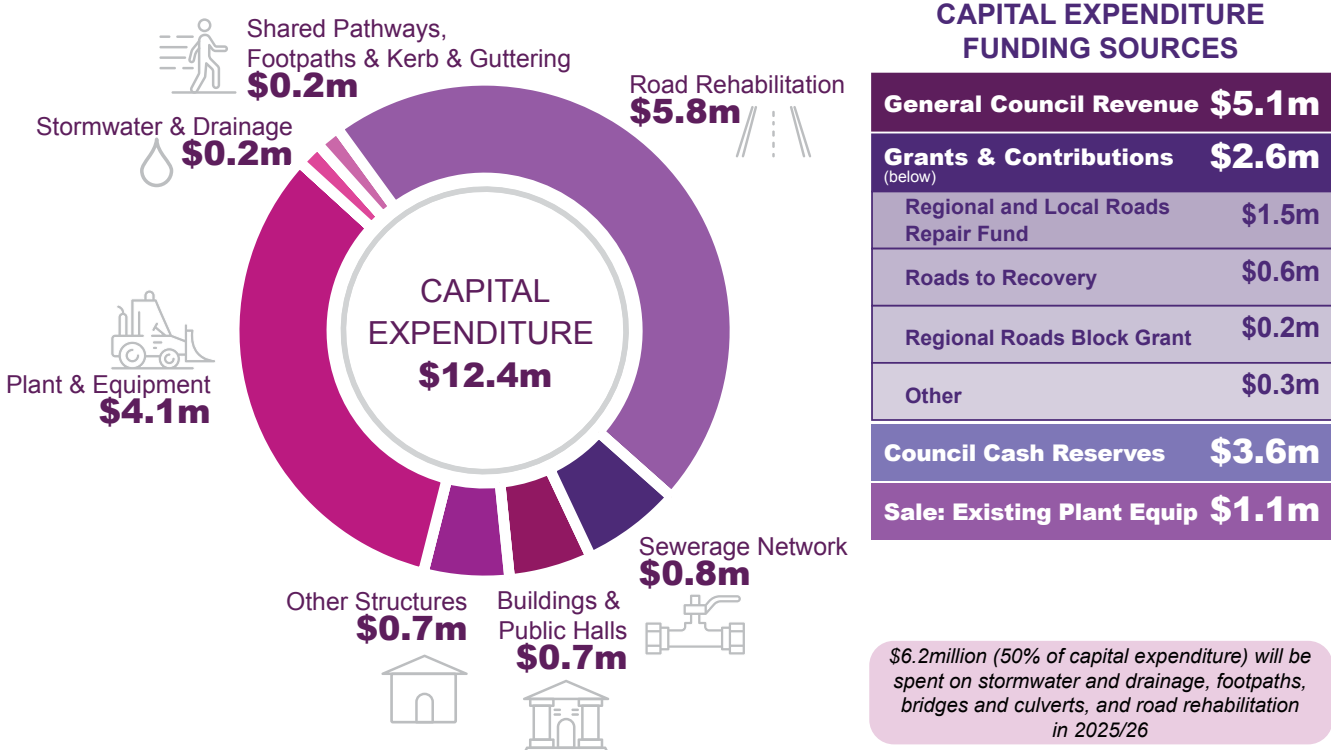 Shared Pathways,
Footpaths & Kerb & Guttering
$0.2m
Stormwater & Drainage
$0.2m
Road Rehabilitation
$5.8m
Plant & Equipment
$4.1m
CAPITAL
EXPENDITURE
$12.4m
Sewerage Network
$0.8m
Other Structures
$0.7m
Buildings &
Public Halls
$0.7m
CAPITAL EXPENDITURE
FUNDING SOURCES
General Council Revenue $5.1m
Grants & Contributions $2.6m
(below)
Regional and Local Roads
Repair Fund
$1.5m
Roads to Recovery $0.6m
Regional Roads Block Grant $0.2m
Other $0.3m
Council Cash Reserves $3.6m
Sale: Existing Plant Equip $1.1m
$6.2million (50% of capital expenditure) will be
spent on stormwater and drainage, footpaths,
bridges and culverts, and road rehabilitation
in 2025/26